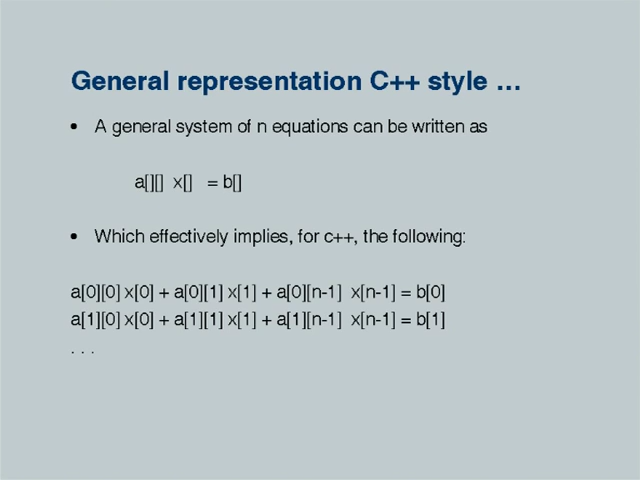 General representation C++ style …
• A general system of n equations can be written as
a[][] x[] = b[]
• Which effectively implies, for c++, the following:
a[0][0] x[0] + a[0][1] x[1] + a[0][n-1] x[n-1] = b[0]
a[1][0] x[0] + a[1][1] x[1] + a[1][n-1] x[n-1] = b[1]
. . .